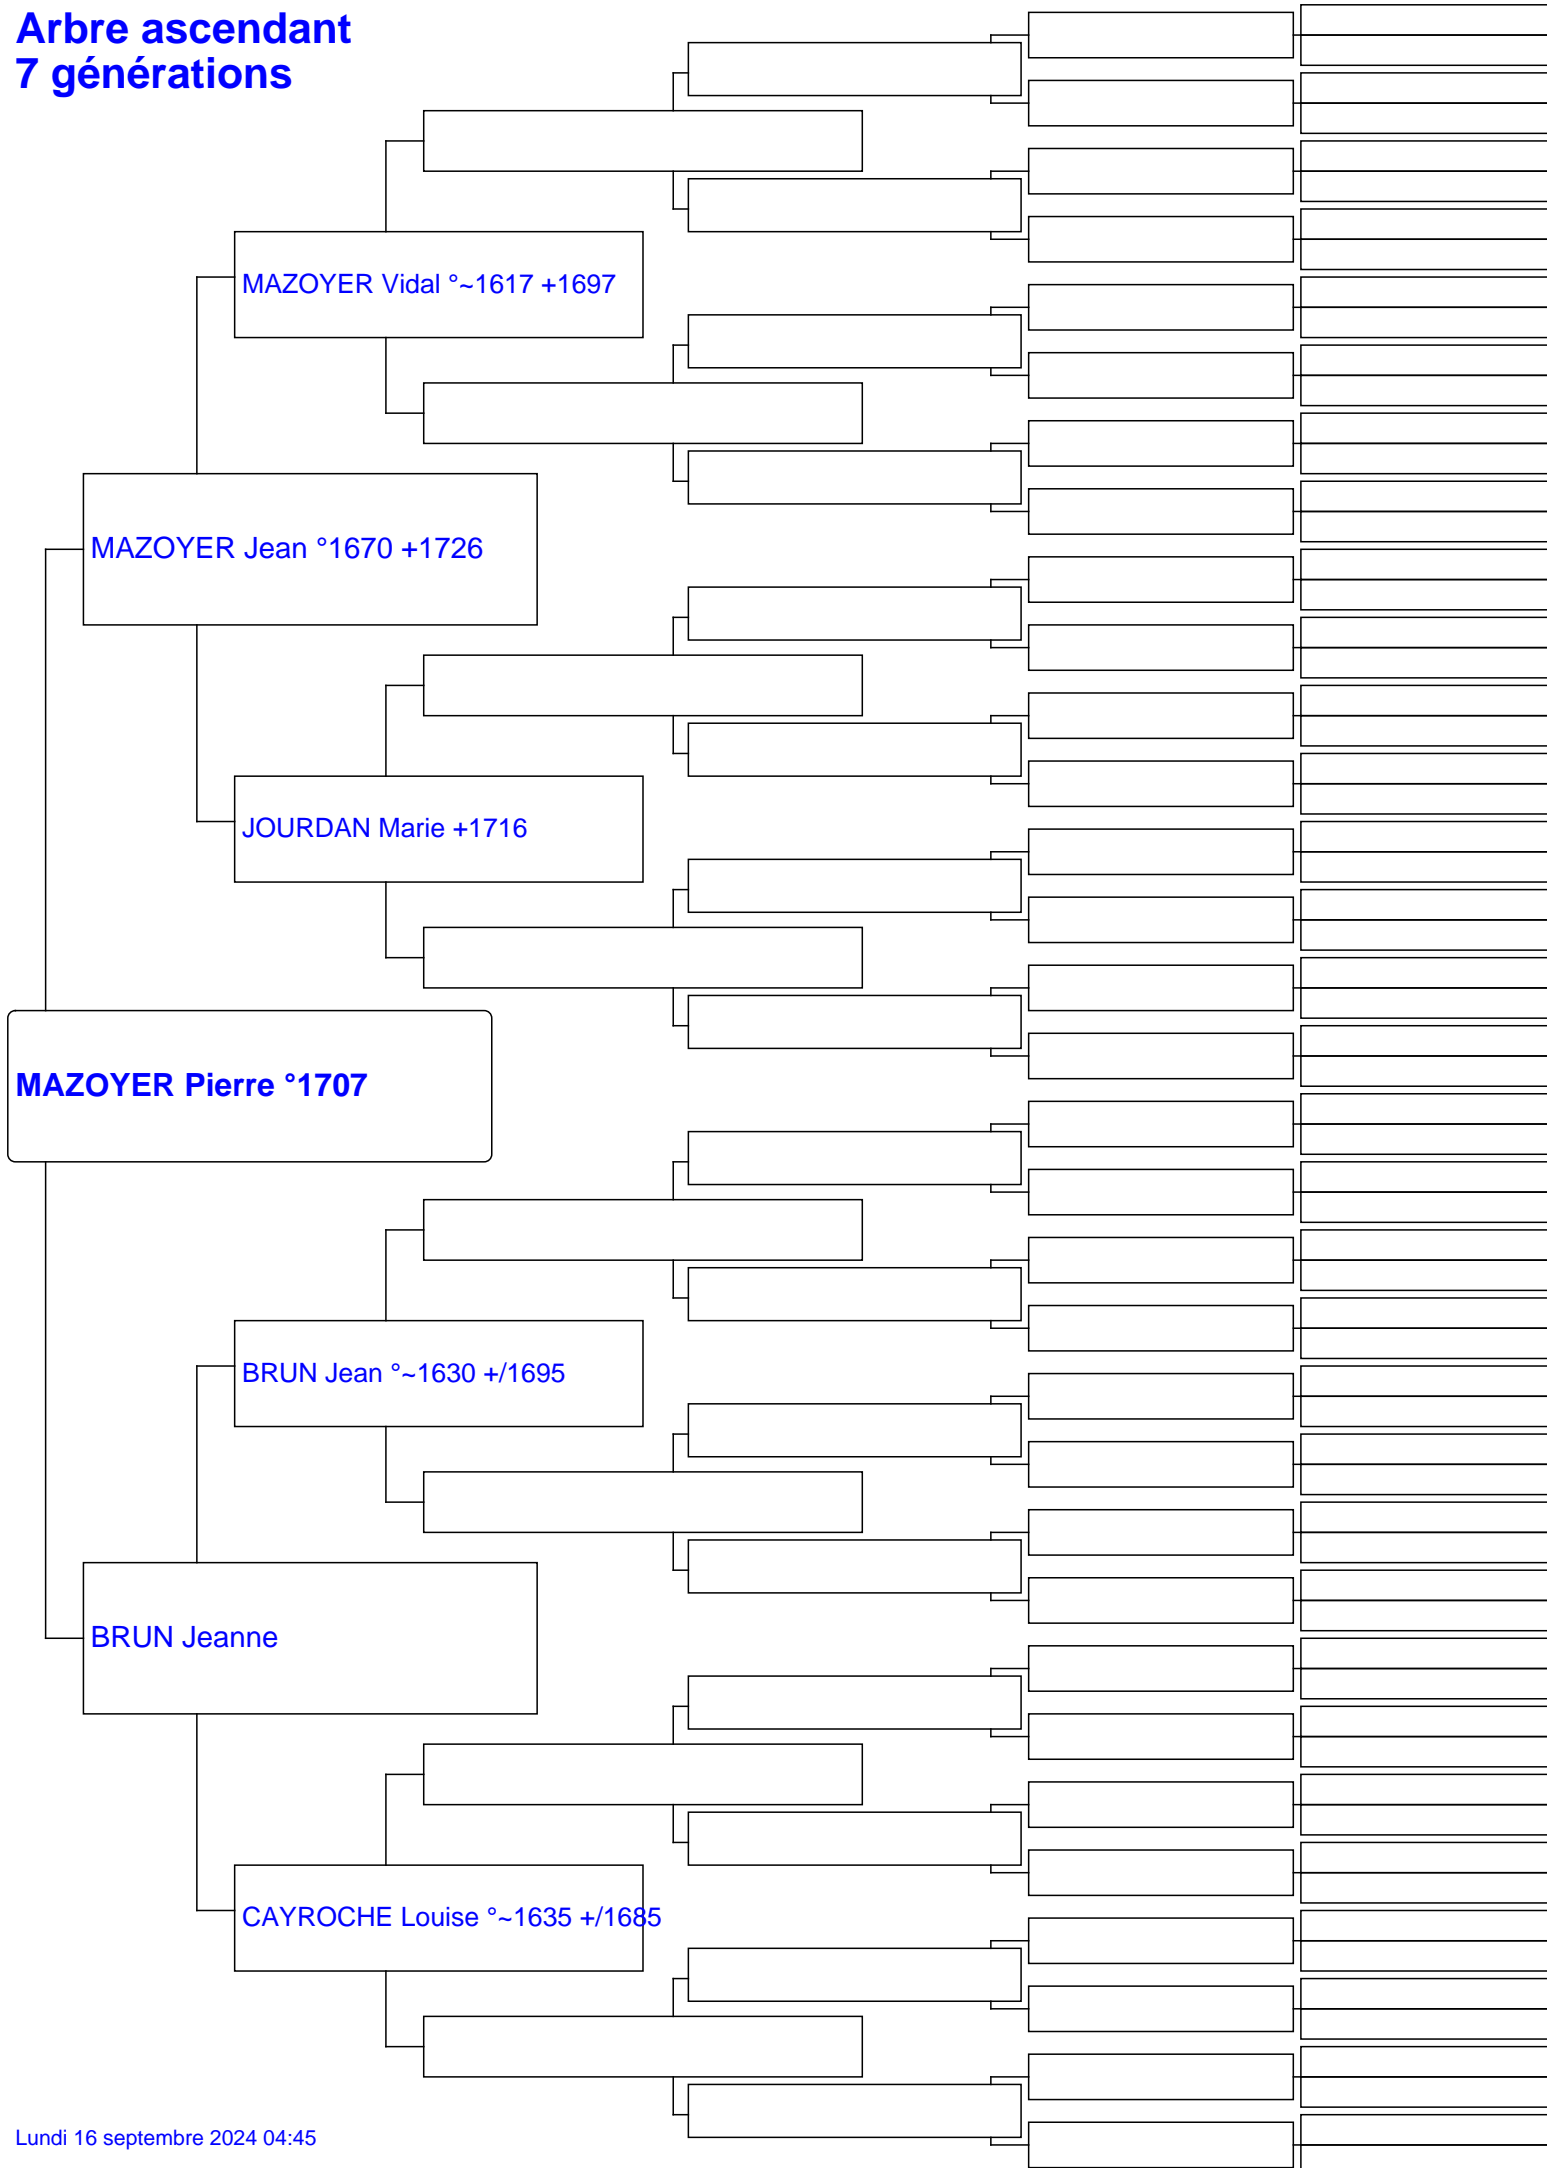 Arbre ascendant
7 générations
MAZOYER Vidal °~1617 +1697
MAZOYER Jean °1670 +1726
JOURDAN Marie +1716
MAZOYER Pierre °1707
BRUN Jean °~1630 +/1695
BRUN Jeanne
CAYROCHE Louise °~1635 +/1685
Lundi 16 septembre 2024 04:45